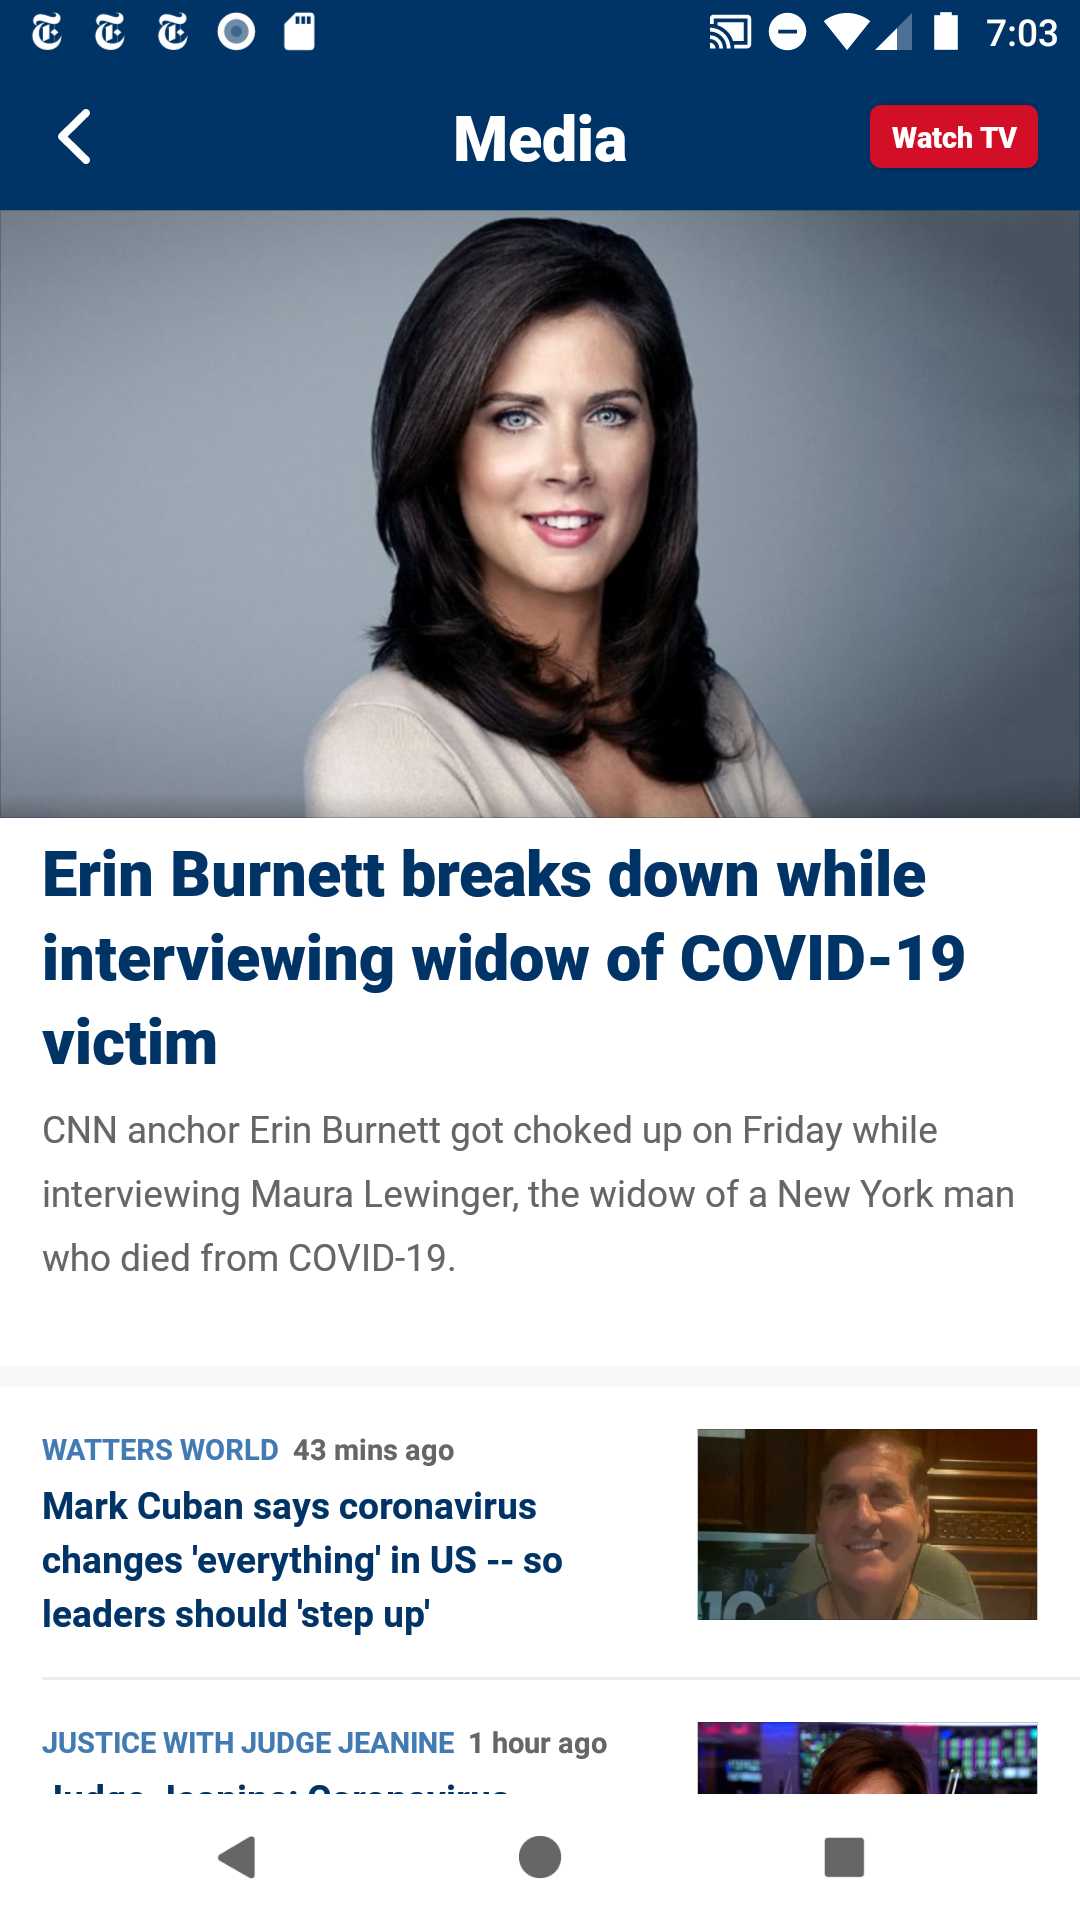 7:03
Media
Watch TV
Erin Burnett breaks down while
interviewing widow of COVID-19
victim
CNN anchor Erin Burnett got choked up on Friday while
interviewing Maura Lewinger, the widow of a New York man
who died from COVID-19.
WATTERS WORLD 43 mins ago
Mark Cuban says coronavirus
changes 'everything' in US -- so
leaders should 'step up'
JUSTICE WITH JUDGE JEANINE 1 hour ago
Judge Jeanine: Coronavirus